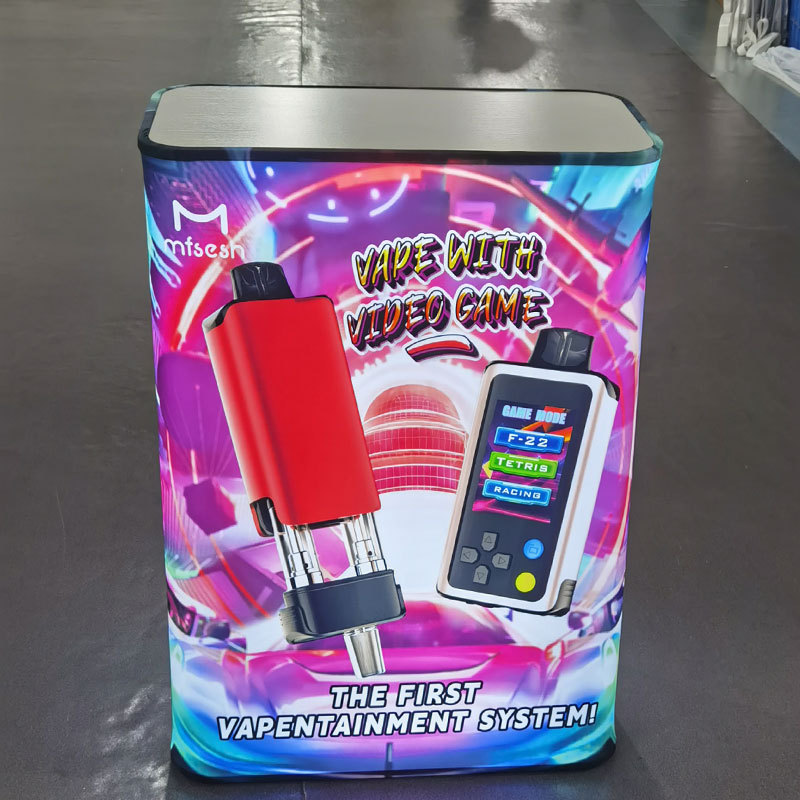 mfsesh
VAPE WITH
VIDEO GAME
GAME MODE
F-22
TETRIS
RACING
THE FIRST
VAPENTAINMENT SYSTEM!